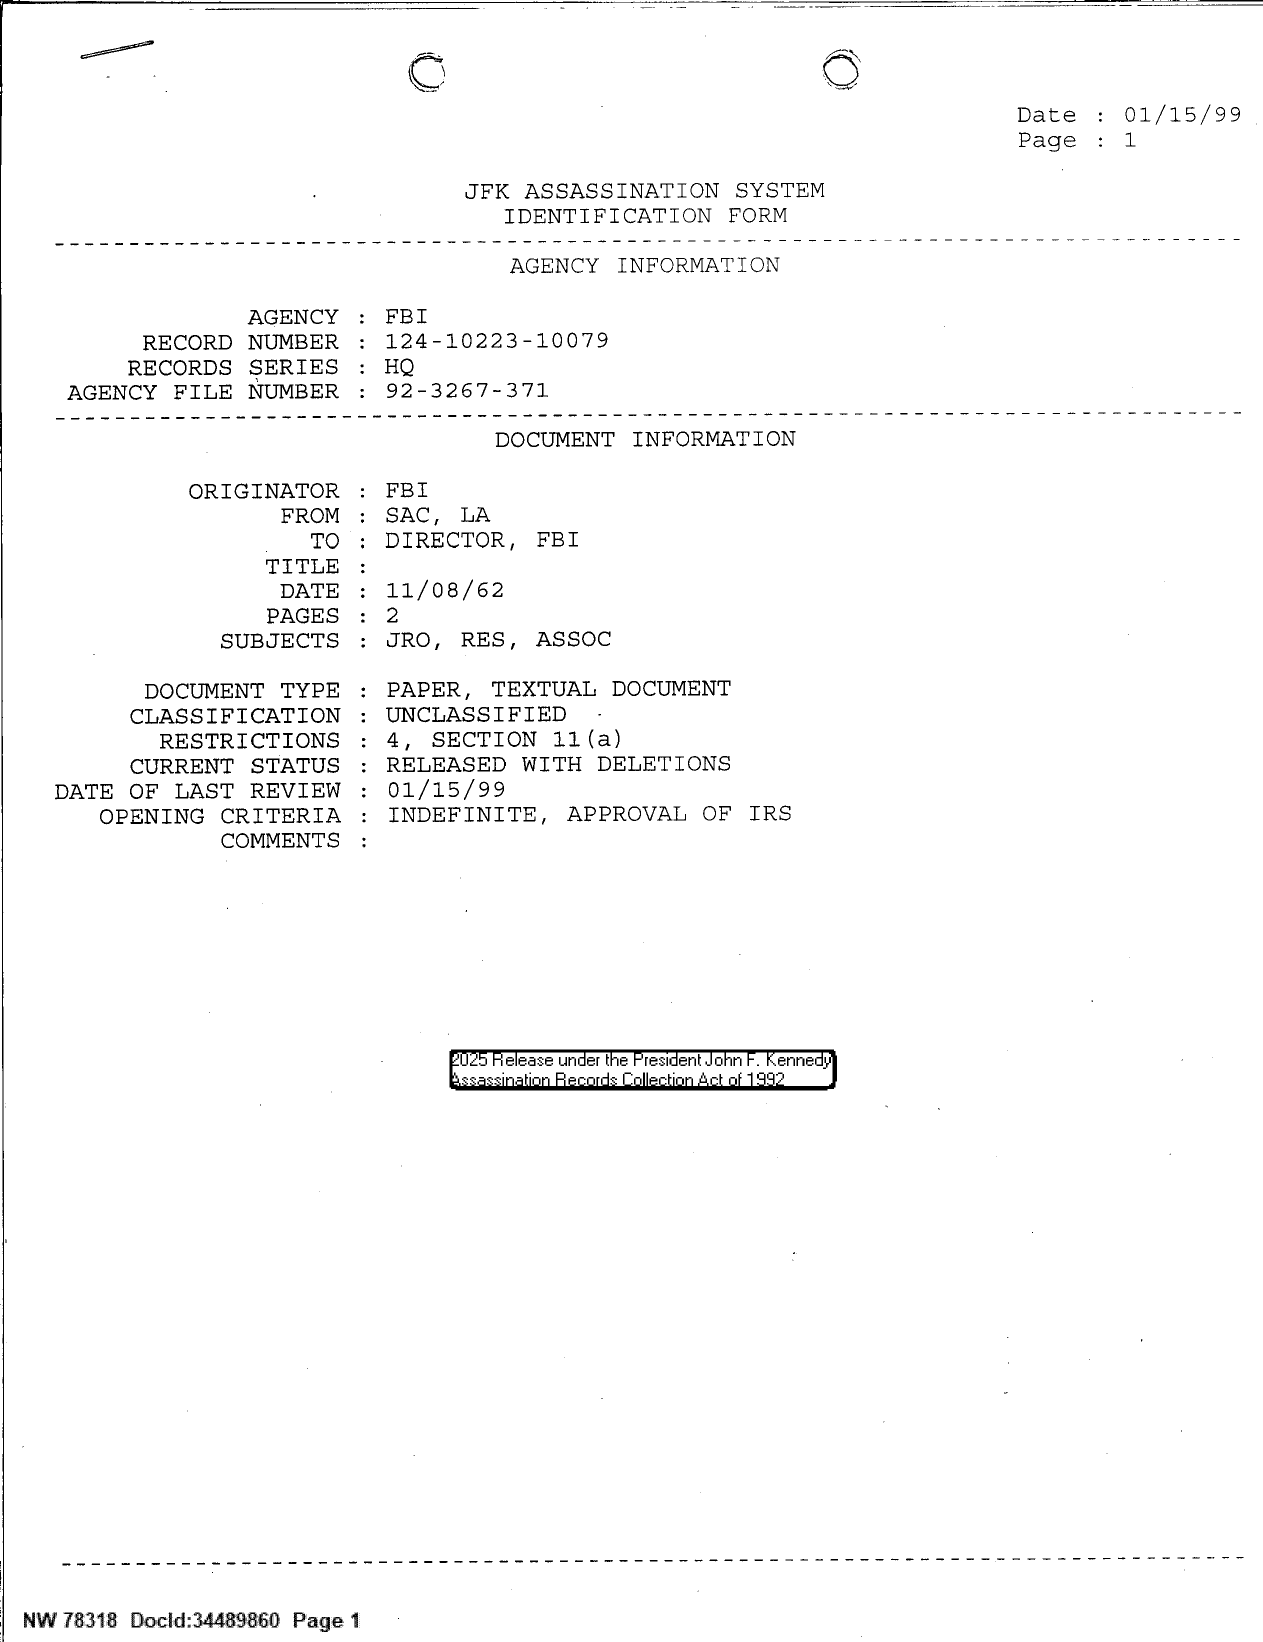 Date : 01/15/99
Page : 1
JFK ASSASSINATION SYSTEM
IDENTIFICATION FORM
AGENCY INFORMATION
AGENCY : FBI
RECORD NUMBER : 124-10223-10079
RECORDS SERIES : HQ
AGENCY FILE NUMBER : 92-3267-371
DOCUMENT INFORMATION
ORIGINATOR : FBI
FROM : SAC, LA
TO : DIRECTOR, FBI
TITLE :
DATE : 11/08/62
PAGES : 2
SUBJECTS : JRO, RES, ASSOC
DOCUMENT TYPE : PAPER, TEXTUAL DOCUMENT
CLASSIFICATION : UNCLASSIFIED
RESTRICTIONS : 4, SECTION 11(a)
CURRENT STATUS : RELEASED WITH DELETIONS
DATE OF LAST REVIEW : 01/15/99
OPENING CRITERIA : INDEFINITE, APPROVAL OF IRS
COMMENTS :
2025 Release under the President John F. Kennedy
Assassination Records Collection Act of 1992
NW 78318 DocId:34489860 Page 1